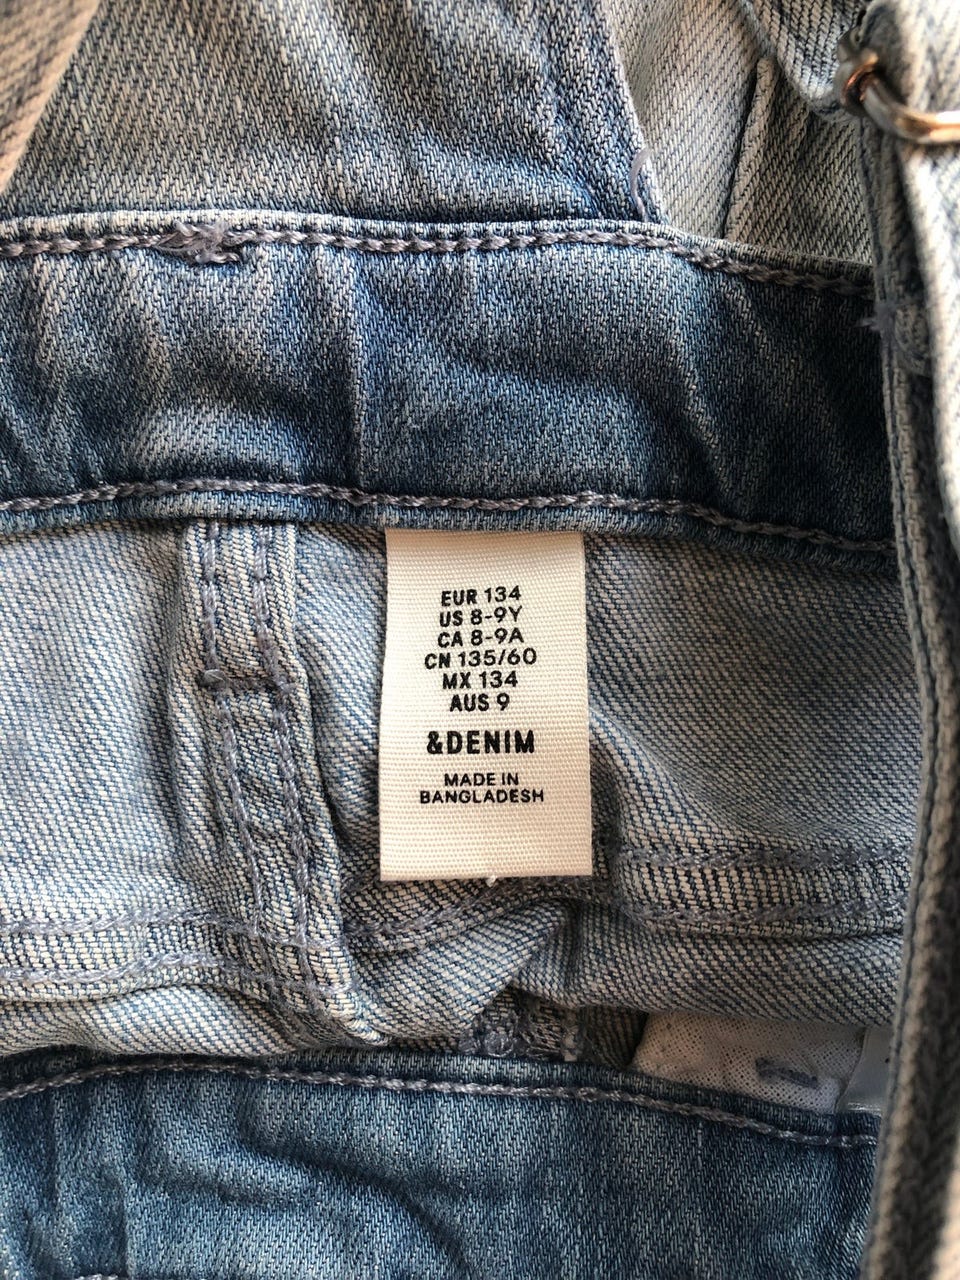 EUR 134
US 8-9Y
CA 8-9A
CN 135/60
MX 134
AUS 9
&DENIM
MADE IN
BANGLADESH